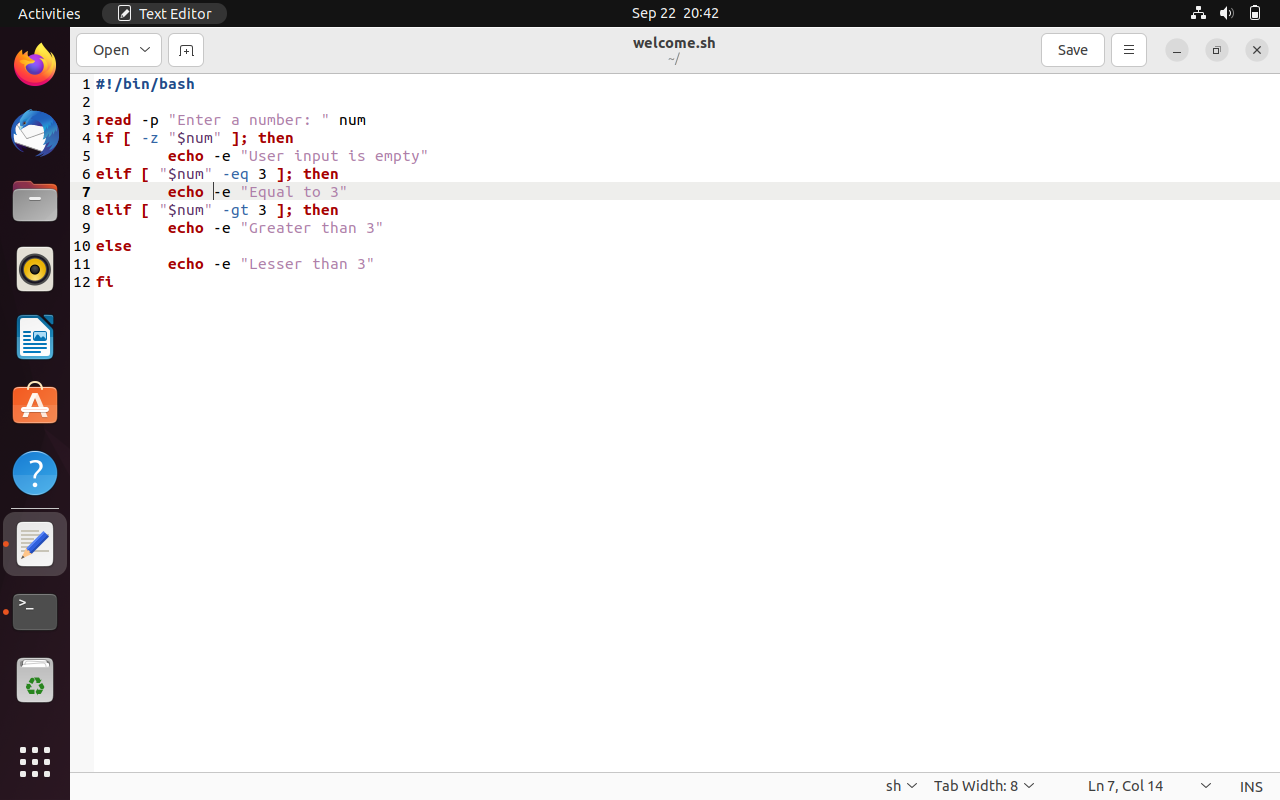 Activities Text Editor Sep 22 20:42
Open welcome.sh Save
~/
1 #!/bin/bash
2
3 read -p "Enter a number: " num
4 if [ -z "$num" ]; then
5         echo -e "User input is empty"
6 elif [ "$num" -eq 3 ]; then
7         echo -e "Equal to 3"
8 elif [ "$num" -gt 3 ]; then
9         echo -e "Greater than 3"
10 else
11         echo -e "Lesser than 3"
12 fi
>_
?
sh Tab Width: 8 Ln 7, Col 14 INS